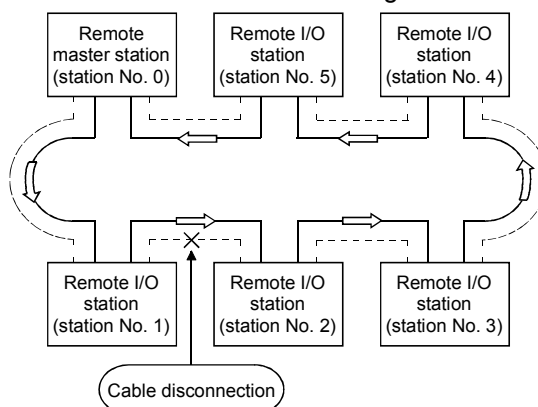 Remote
master station
(station No. 0)
Remote I/O
station
(station No. 5)
Remote I/O
station
(station No. 4)
Remote I/O
station
(station No. 1)
Remote I/O
station
(station No. 2)
Remote I/O
station
(station No. 3)
Cable disconnection